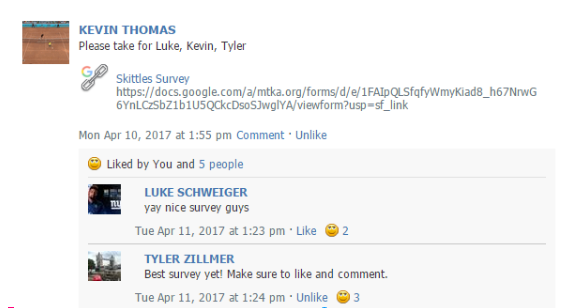 KEVIN THOMAS
Please take for Luke, Kevin, Tyler
Skittles Survey
https://docs.google.com/a/mtka.org/forms/d/e/1FAIpQLSfqfyWmyKiad8_h67NrwG
6YnLCzSbZ1b1U5QCkcDsoSJwglYA/viewform?usp=sf_link
Mon Apr 10, 2017 at 1:55 pm Comment · Unlike
Liked by You and 5 people
LUKE SCHWEIGER
yay nice survey guys
Tue Apr 11, 2017 at 1:23 pm · Like 2
TYLER ZILLMER
Best survey yet! Make sure to like and comment.
Tue Apr 11, 2017 at 1:24 pm · Unlike 3